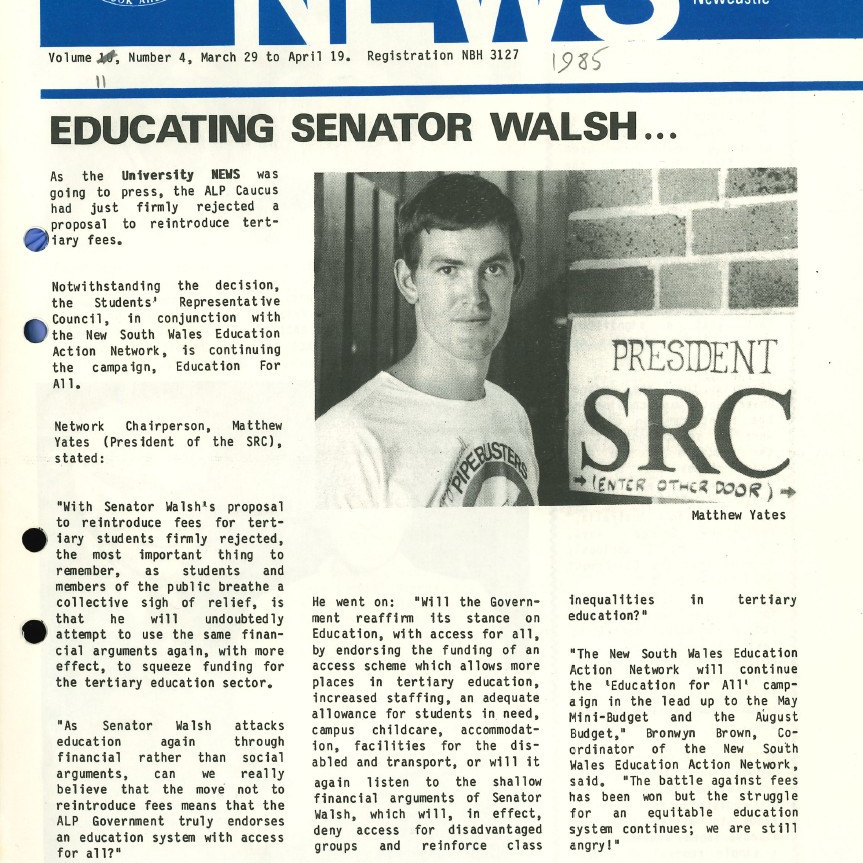 NEWS
Newcastle
Volume 10, Number 4, March 29 to April 19. Registration NBH 3127
11
1985
EDUCATING SENATOR WALSH...
As the University NEWS was
going to press, the ALP Caucus
had just firmly rejected a
proposal to reintroduce tert-
iary fees.
Notwithstanding the decision,
the Students' Representative
Council, in conjunction with
the New South Wales Education
Action Network, is continuing
the campaign, Education For
All.
Network Chairperson, Matthew
Yates (President of the SRC),
stated:
"With Senator Walsh's proposal
to reintroduce fees for tert-
iary students firmly rejected,
the most important thing to
remember, as students and
members of the public breathe a
collective sigh of relief, is
that he will undoubtedly
attempt to use the same finan-
cial arguments again, with more
effect, to squeeze funding for
the tertiary education sector.
"As Senator Walsh attacks
education again through
financial rather than social
arguments, can we really
believe that the move not to
reintroduce fees means that the
ALP Government truly endorses
an education system with access
for all?"
PIPEBUSTERS
PRESIDENT
SRC
(ENTER OTHER DOOR)
Matthew Yates
He went on: "Will the Govern-
ment reaffirm its stance on
Education, with access for all,
by endorsing the funding of an
access scheme which allows more
places in tertiary education,
increased staffing, an adequate
allowance for students in need,
campus childcare, accommodat-
ion, facilities for the dis-
abled and transport, or will it
again listen to the shallow
financial arguments of Senator
Walsh, which will, in effect,
deny access for disadvantaged
groups and reinforce class
inequalities in tertiary
education?"
"The New South Wales Education
Action Network will continue
the 'Education for All' camp-
aign in the lead up to the May
Mini-Budget and the August
Budget," Bronwyn Brown, Co-
ordinator of the New South
Wales Education Action Network,
said. "The battle against fees
has been won but the struggle
for an equitable education
system continues; we are still
angry!"